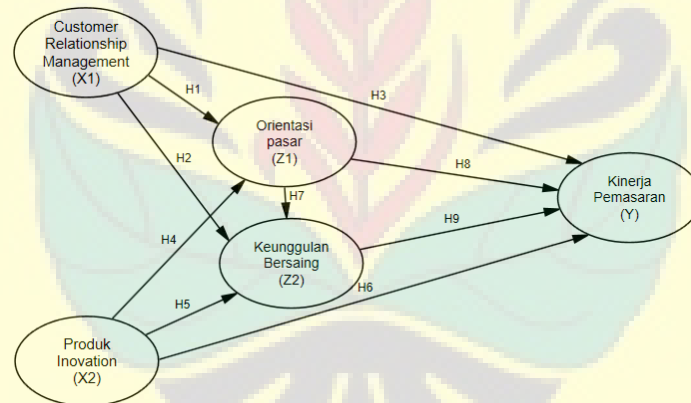 Customer
Relationship
Management
(X1)
H1
H3
Orientasi
pasar
(Z1)
H2
H8
H7
Kinerja
Pemasaran
(Y)
H9
H4
Keunggulan
Bersaing
(Z2)
H6
H5
Produk
Inovation
(X2)